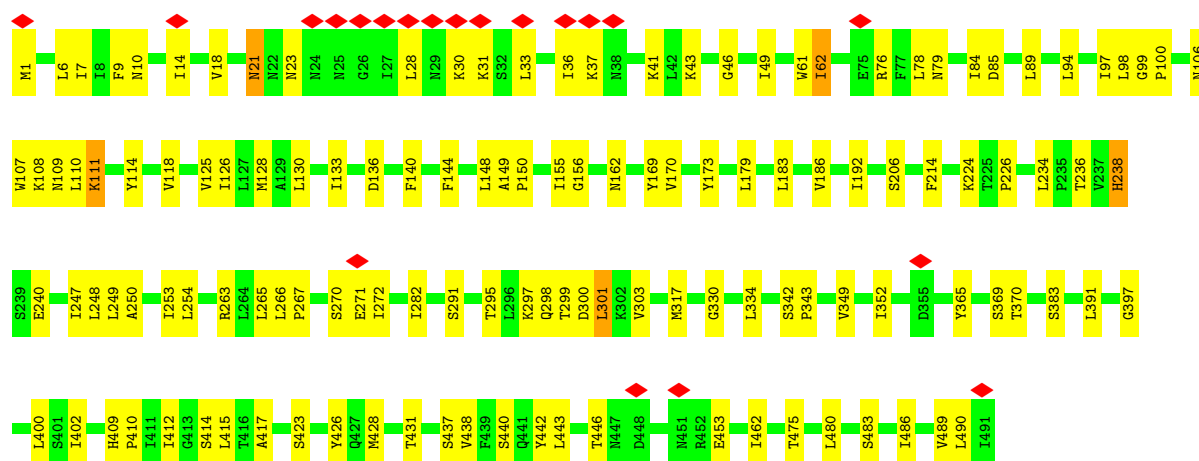 M1 L6 I7 I8 F9 N10 I14 V18 N21 N22 N23 N24 N25 G26 I27 L28 N29 K30 K31 S32 L33 I36 K37 N38 K41 L42 K43 G46 I49 W61 I62 E75 R76 F77 L78 N79 I84 D85 L89 L94 I97 L98 G99 P100 N106
W107 K108 N109 L110 K111 Y114 V118 V125 I126 L127 M128 A129 L130 I133 D136 F140 F144 L148 A149 P150 I155 G156 N162 Y169 V170 Y173 L179 L183 V186 I192 S206 F214 K224 T225 P226 L234 P235 T236 V237 H238
S239 E240 I247 L248 L249 A250 I253 L254 R263 L264 L265 L266 P267 S270 E271 I272 I282 S291 T295 L296 K297 Q298 T299 D300 L301 K302 V303 M317 G330 L334 S342 P343 V349 I352 D355 Y365 S369 T370 S383 L391 G397
L400 S401 I402 H409 P410 I411 I412 G413 S414 L415 T416 A417 S423 Y426 Q427 M428 T431 S437 V438 F439 S440 Q441 Y442 L443 T446 N447 D448 N451 R452 E453 I462 T475 L480 S483 I486 V489 L490 I491